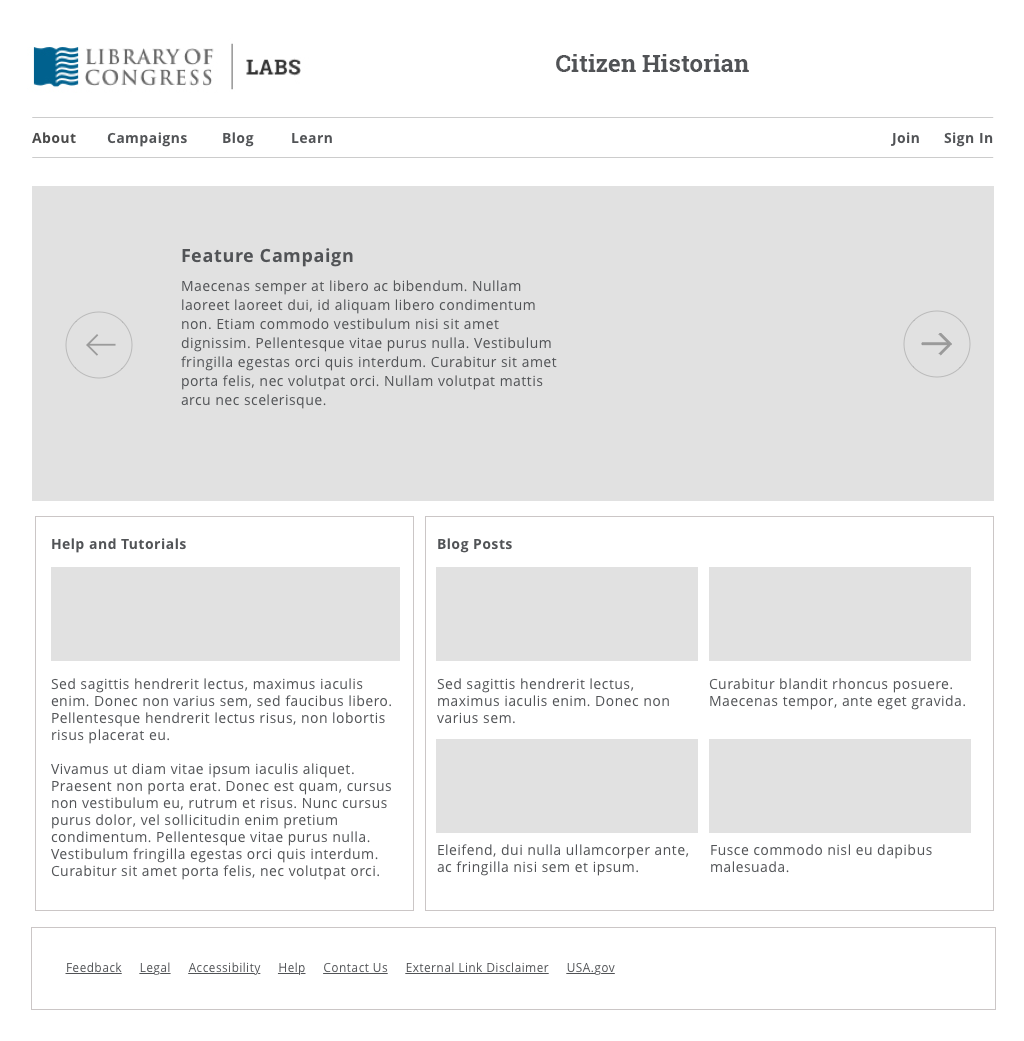 LIBRARY OF
CONGRESS
LABS
Citizen Historian
About Campaigns Blog Learn Join Sign In
Feature Campaign
Maecenas semper at libero ac bibendum. Nullam
laoreet laoreet dui, id aliquam libero condimentum
non. Etiam commodo vestibulum nisi sit amet
dignissim. Pellentesque vitae purus nulla. Vestibulum
fringilla egestas orci quis interdum. Curabitur sit amet
porta felis, nec volutpat orci. Nullam volutpat mattis
arcu nec scelerisque.
Help and Tutorials
Sed sagittis hendrerit lectus, maximus iaculis
enim. Donec non varius sem, sed faucibus libero.
Pellentesque hendrerit lectus risus, non lobortis
risus placerat eu.
Vivamus ut diam vitae ipsum iaculis aliquet.
Praesent non porta erat. Donec est quam, cursus
non vestibulum eu, rutrum et risus. Nunc cursus
purus dolor, vel sollicitudin enim pretium
condimentum. Pellentesque vitae purus nulla.
Vestibulum fringilla egestas orci quis interdum.
Curabitur sit amet porta felis, nec volutpat orci.
Blog Posts
Sed sagittis hendrerit lectus,
maximus iaculis enim. Donec non
varius sem.
Curabitur blandit rhoncus posuere.
Maecenas tempor, ante eget gravida.
Eleifend, dui nulla ullamcorper ante,
ac fringilla nisi sem et ipsum.
Fusce commodo nisl eu dapibus
malesuada.
Feedback Legal Accessibility Help Contact Us External Link Disclaimer USA.gov